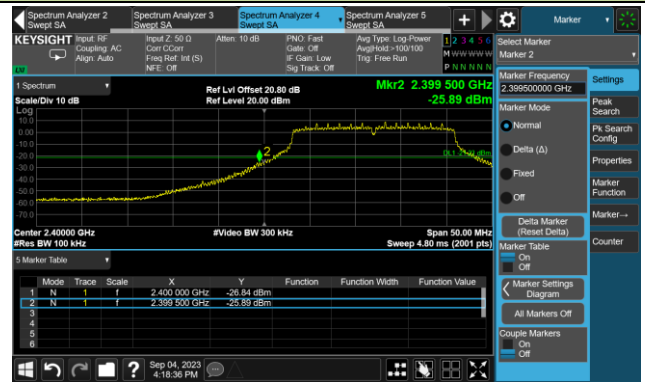 Spectrum Analyzer 2
Swept SA
Spectrum Analyzer 3
Swept SA
Spectrum Analyzer 4
Swept SA
Spectrum Analyzer 5
Swept SA
+
Marker
KEYSIGHT
Input: RF
Coupling: AC
Align: Auto
Input Z: 50 Ω
Corr CCorr
Freq Ref: Int (S)
NFE: Off
Atten: 10 dB
PNO: Fast
Gate: Off
IF Gain: Low
Sig Track: Off
Avg Type: Log-Power
Avg|Hold:>100/100
Trig: Free Run
1 2 3 4 5 6
M W W W W W
P N N N N N
1 Spectrum
Scale/Div 10 dB
Log
Ref Lvl Offset 20.80 dB
Ref Level 20.00 dBm
Mkr2 2.399 500 GHz
-25.89 dBm
10.0
0.00
-10.0
-20.0
-30.0
-40.0
-50.0
-60.0
-70.0
2
Center 2.40000 GHz
#Res BW 100 kHz
#Video BW 300 kHz
Span 50.00 MHz
Sweep 4.80 ms (2001 pts)
5 Marker Table
Mode Trace Scale X Y Function Function Width Function Value
1 N 1 f 2.400 000 GHz -26.84 dBm
2 N 1 f 2.399 500 GHz -25.89 dBm
3
4
5
6
Select Marker
Marker 2
Marker Frequency
2.399500000 GHz
Marker Mode
Normal
Delta (Δ)
Fixed
Off
Delta Marker
(Reset Delta)
Marker Table
On
Off
Marker Settings
Diagram
All Markers Off
Couple Markers
On
Off
Settings
Peak
Search
Pk Search
Config
Properties
Marker
Function
Marker→
Counter
?
Sep 04, 2023
4:18:36 PM